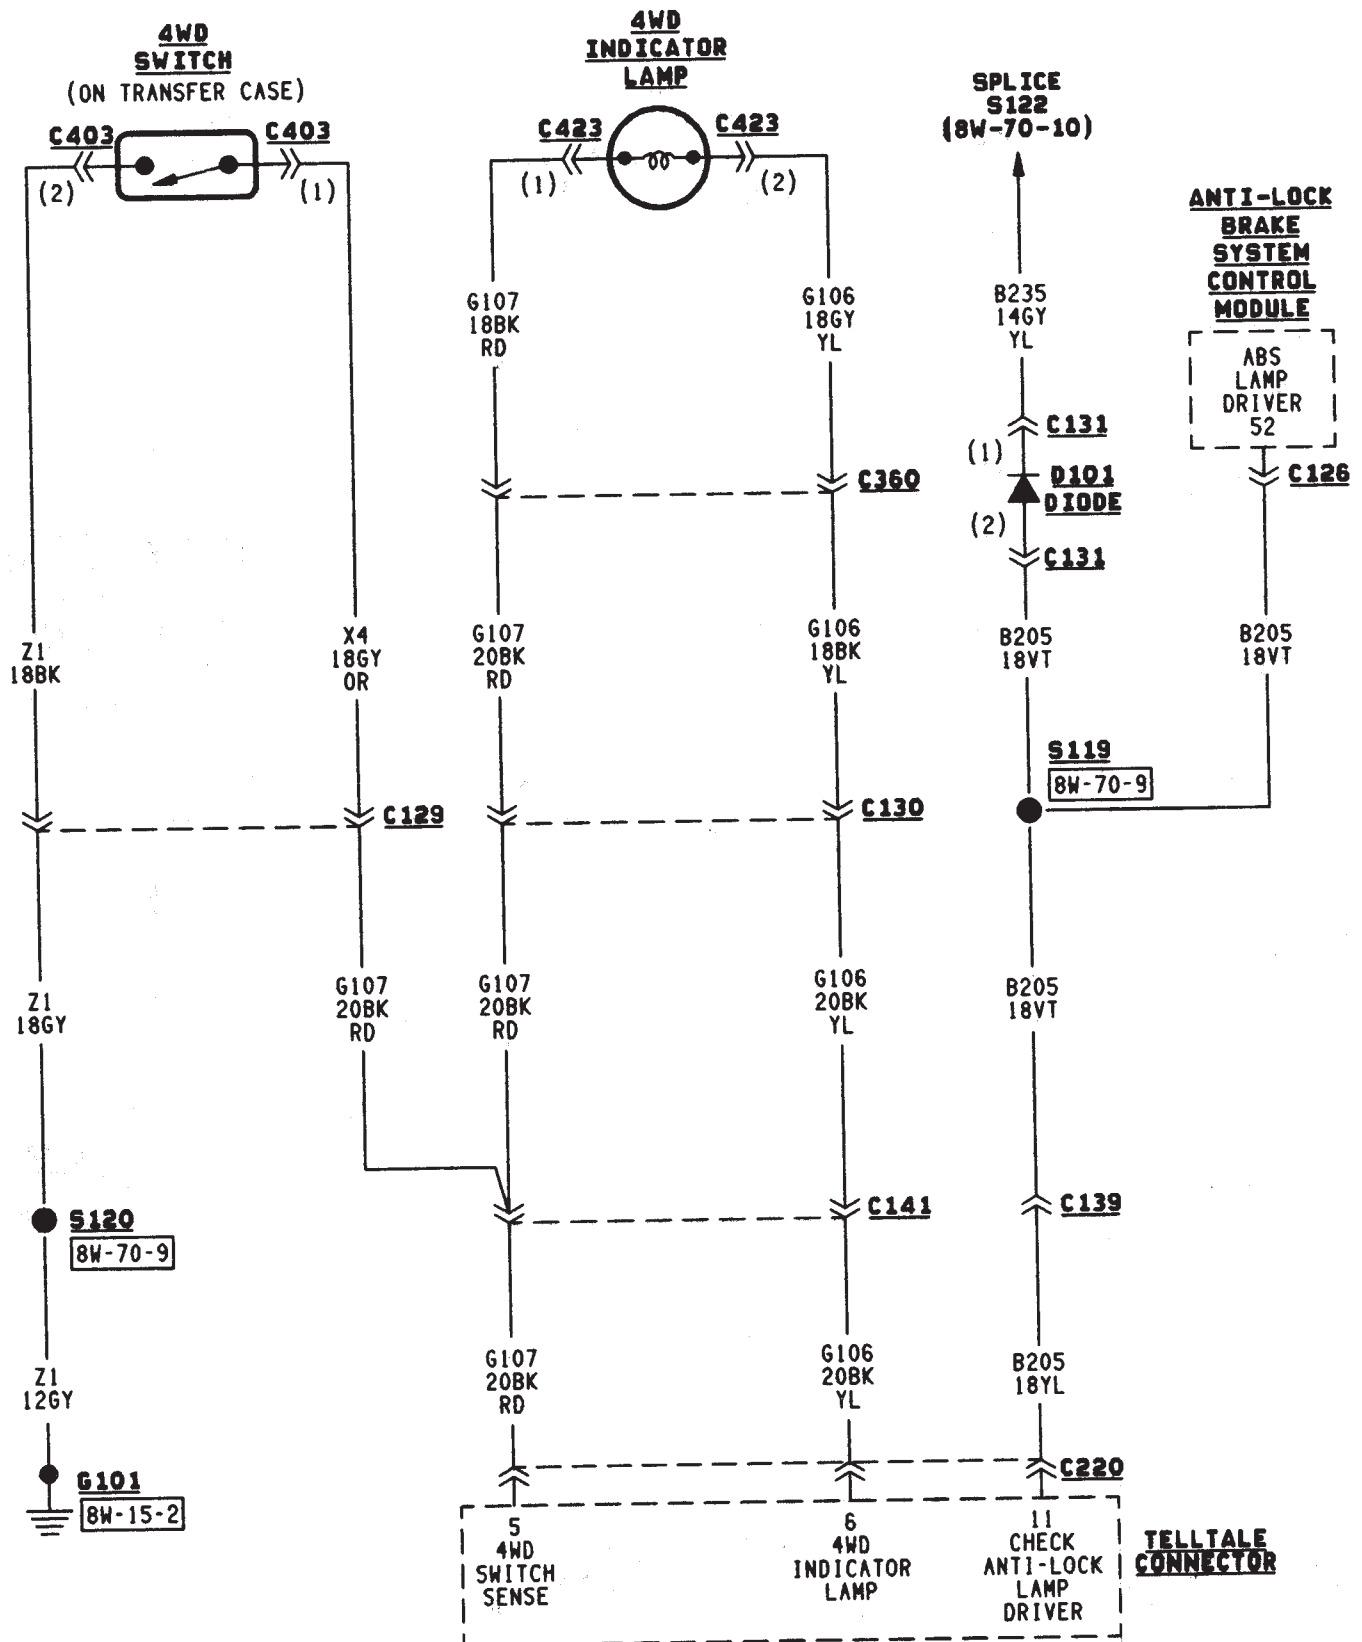 4WD
SWITCH
(ON TRANSFER CASE)
C403
C403
(2)
(1)
4WD
INDICATOR
LAMP
C423
C423
(1)
(2)
SPLICE
S122
(8W-70-10)
ANTI-LOCK
BRAKE
SYSTEM
CONTROL
MODULE
ABS
LAMP
DRIVER
52
C126
G107
18BK
RD
G106
18GY
YL
B235
14GY
YL
C131
(1)
D101
DIODE
(2)
C131
C360
Z1
18BK
X4
18GY
OR
G107
20BK
RD
G106
18BK
YL
B205
18VT
B205
18VT
S119
8W-70-9
C129
C130
Z1
18GY
G107
20BK
RD
G107
20BK
RD
G106
20BK
YL
B205
18VT
S120
8W-70-9
C141
C139
Z1
12GY
G107
20BK
RD
G106
20BK
YL
B205
18YL
G101
8W-15-2
C220
5
4WD
SWITCH
SENSE
6
4WD
INDICATOR
LAMP
11
CHECK
ANTI-LOCK
LAMP
DRIVER
TELLTALE
CONNECTOR